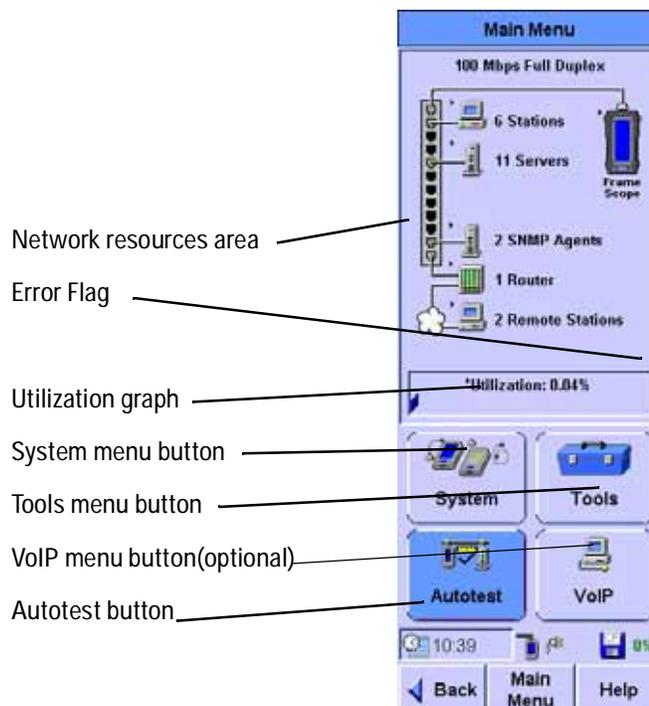 Main Menu
100 Mbps Full Duplex
6 Stations
11 Servers
Frame
Scope
Network resources area
2 SNMP Agents
1 Router
Error Flag
2 Remote Stations
Utilization graph
Utilization: 0.04%
System menu button
Tools menu button
System
Tools
VoIP menu button(optional)
Autotest button
Autotest
VoIP
10:39
0%
Back
Main
Menu
Help